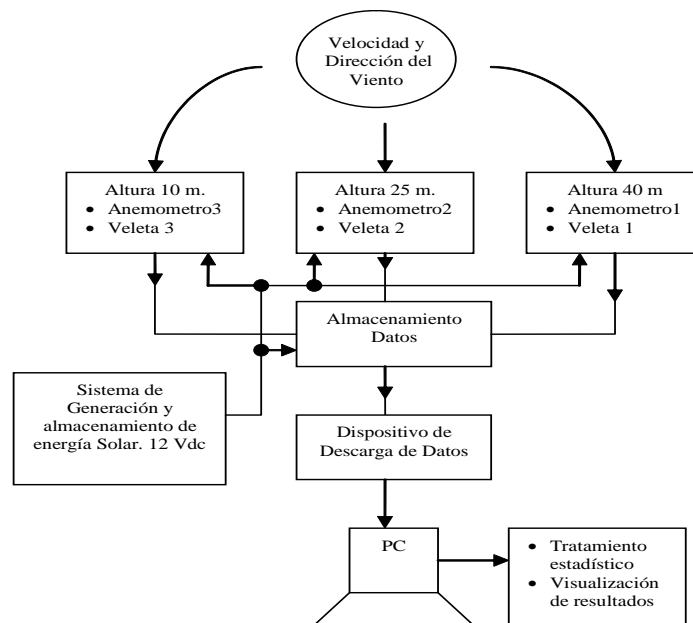 Velocidad y
Dirección del
Viento
Altura 10 m.
• Anemometro3
• Veleta 3
Altura 25 m.
• Anemometro2
• Veleta 2
Altura 40 m
• Anemometro1
• Veleta 1
Almacenamiento
Datos
Sistema de
Generación y
almacenamiento de
energía Solar. 12 Vdc
Dispositivo de
Descarga de Datos
PC
• Tratamiento
estadístico
• Visualización
de resultados